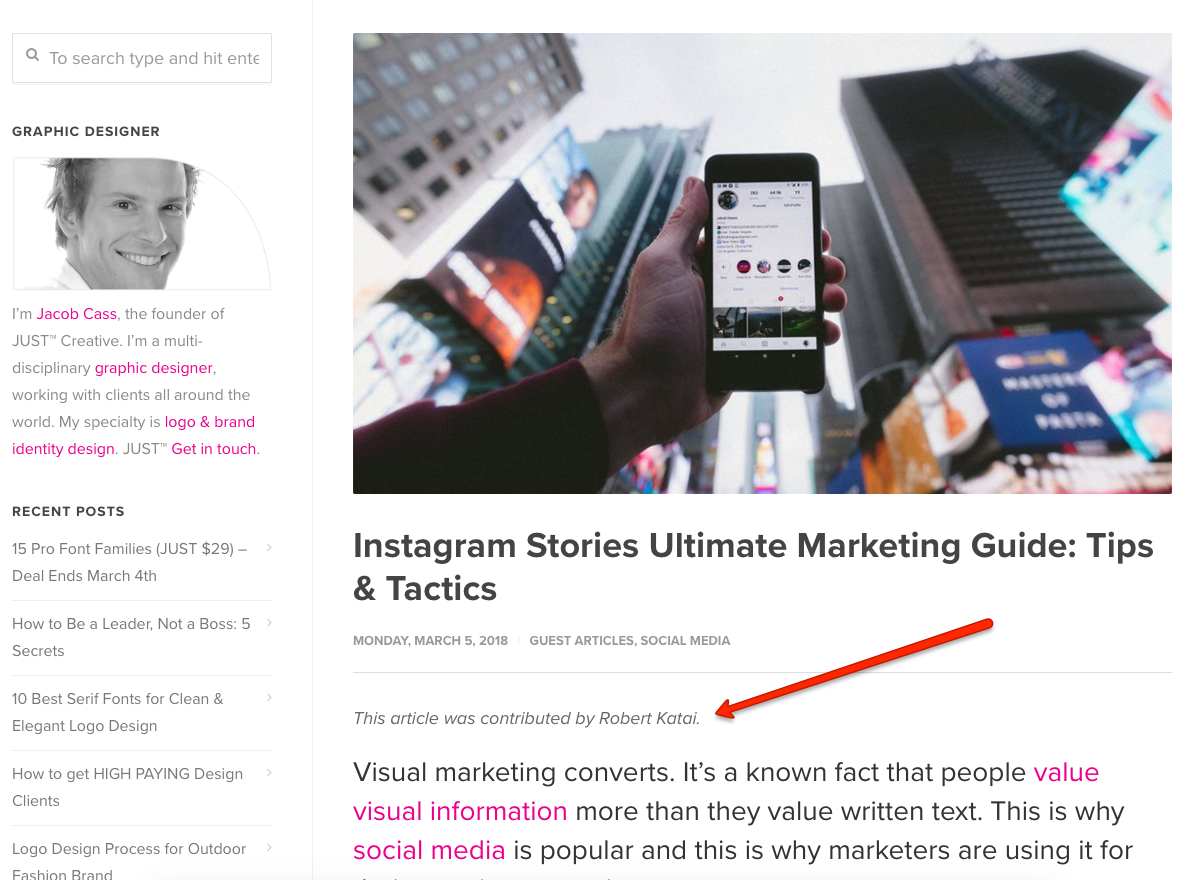 To search type and hit ente
GRAPHIC DESIGNER
I'm Jacob Cass, the founder of
JUST™ Creative. I'm a multi-
disciplinary graphic designer,
working with clients all around the
world. My specialty is logo & brand
identity design. JUST™ Get in touch.
RECENT POSTS
15 Pro Font Families (JUST $29) –
Deal Ends March 4th
How to Be a Leader, Not a Boss: 5
Secrets
10 Best Serif Fonts for Clean &
Elegant Logo Design
How to get HIGH PAYING Design
Clients
Logo Design Process for Outdoor
Fashion Brand
MASTERS
OF
PASTA
Instagram Stories Ultimate Marketing Guide: Tips
& Tactics
MONDAY, MARCH 5, 2018 GUEST ARTICLES, SOCIAL MEDIA
This article was contributed by Robert Katai.
Visual marketing converts. It's a known fact that people value
visual information more than they value written text. This is why
social media is popular and this is why marketers are using it for